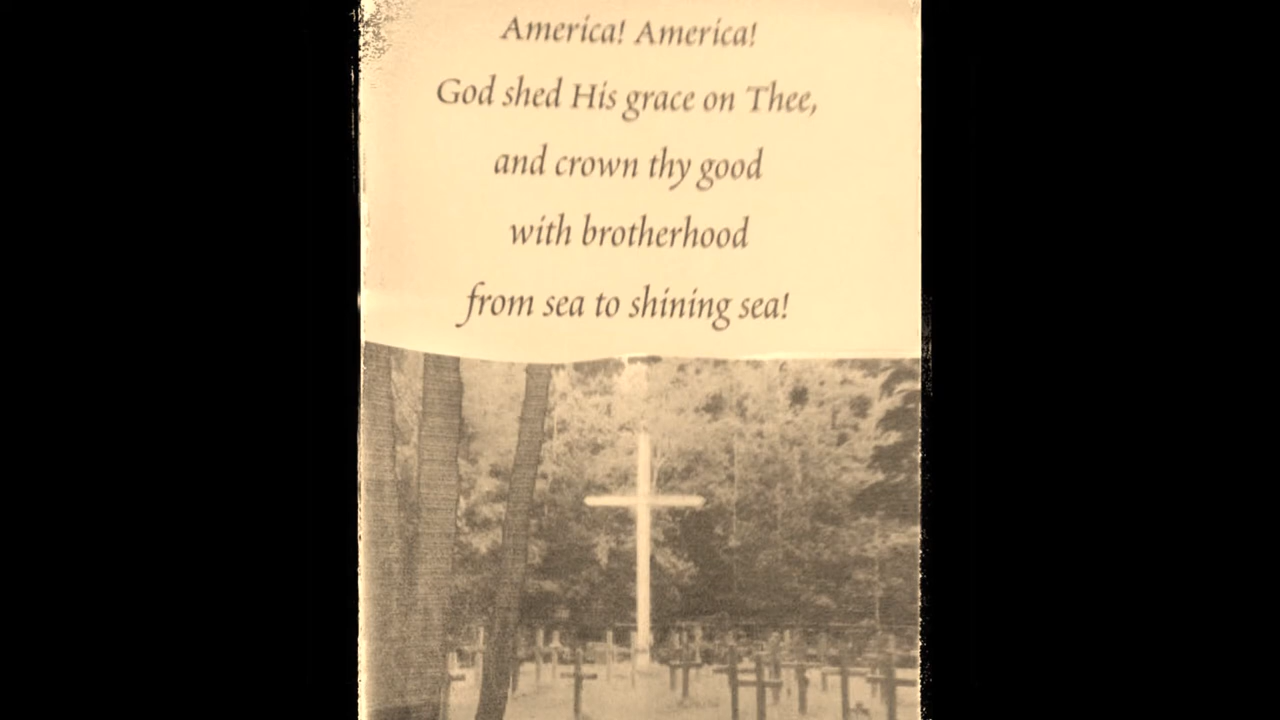 America! America!
God shed His grace on Thee,
and crown thy good
with brotherhood
from sea to shining sea!